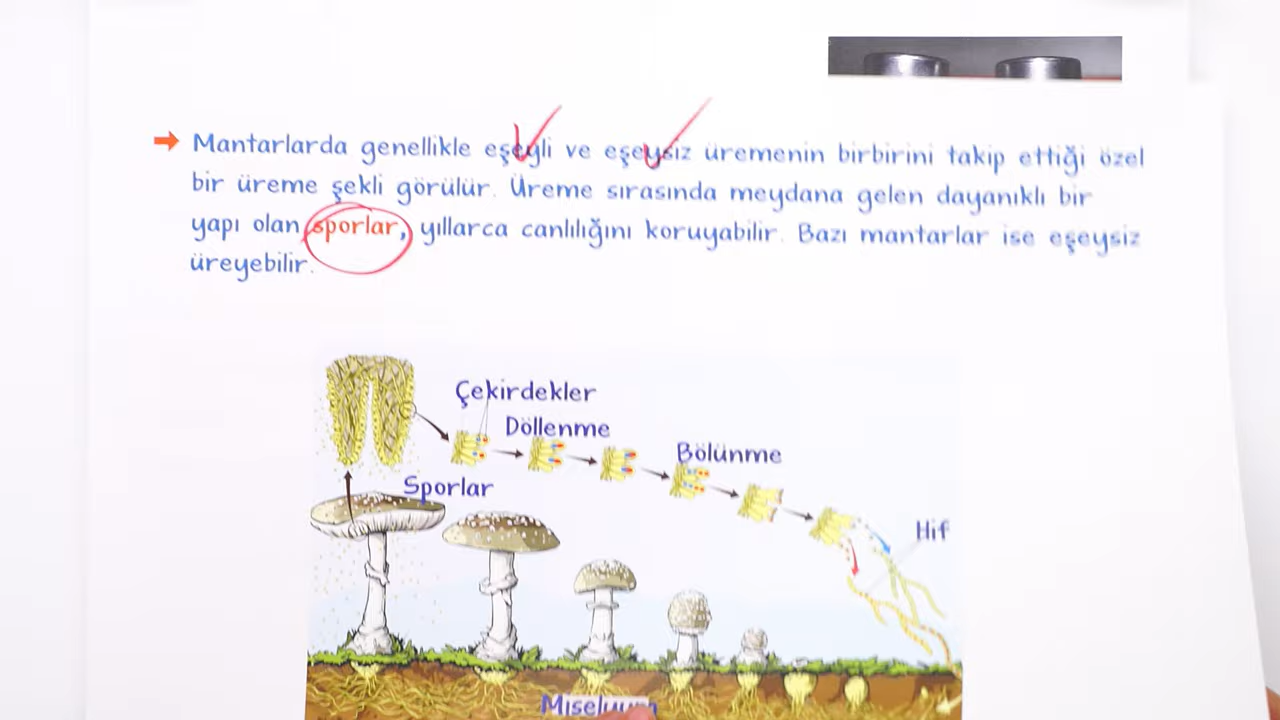 Mantarlarda genellikle eşeyli ve eşeysiz üremenin birbirini takip ettiği özel
bir üreme şekli görülür. Üreme sırasında meydana gelen dayanıklı bir
yapı olan sporlar, yıllarca canlılığını koruyabilir. Bazı mantarlar ise eşeysiz
üreyebilir.
Çekirdekler
Döllenme
Bölünme
Sporlar
Hif